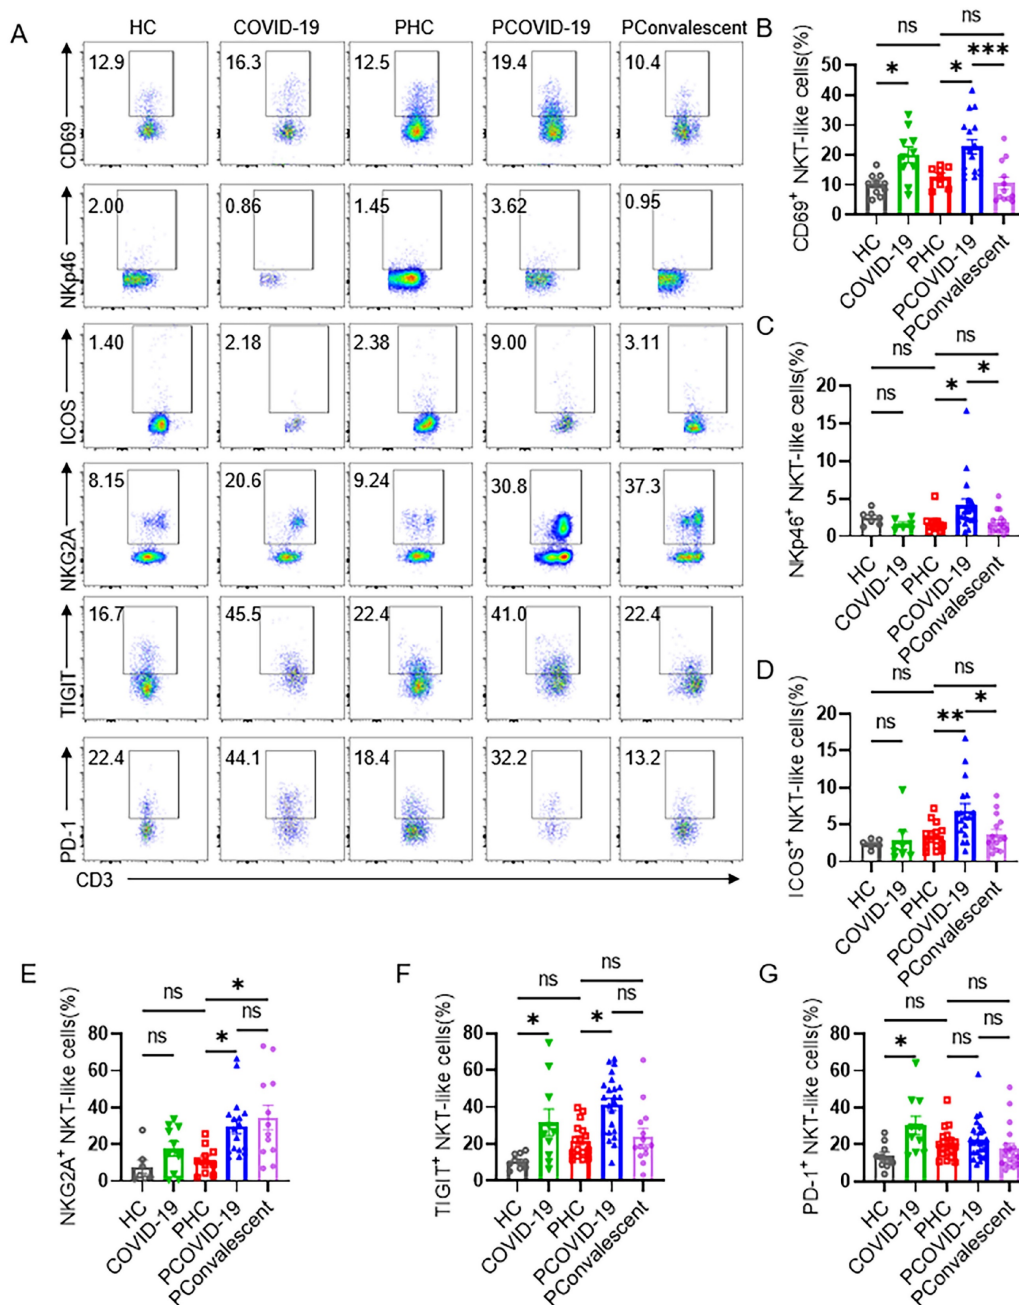 A
HC COVID-19 PHC PCOVID-19 PConvalescent
CD69
12.9 16.3 12.5 19.4 10.4
NKp46
2.00 0.86 1.45 3.62 0.95
ICOS
1.40 2.18 2.38 9.00 3.11
NKG2A
8.15 20.6 9.24 30.8 37.3
TIGIT
16.7 45.5 22.4 41.0 22.4
PD-1
22.4 44.1 18.4 32.2 13.2
CD3
B
CD69+ NKT-like cells(%)
ns
ns
***
*
*
50
40
30
20
10
0
HC COVID-19 PHC PCOVID-19 PConvalescent
C
NKp46+ NKT-like cells(%)
ns
ns
*
*
ns
20
15
10
5
0
HC COVID-19 PHC PCOVID-19 PConvalescent
D
ICOS+ NKT-like cells(%)
ns
ns
*
**
ns
20
15
10
5
0
HC COVID-19 PHC PCOVID-19 PConvalescent
E
NKG2A+ NKT-like cells(%)
*
ns
ns
*
ns
80
60
40
20
0
HC COVID-19 PHC PCOVID-19 PConvalescent
F
TIGIT+ NKT-like cells(%)
ns
ns
ns
*
*
80
60
40
20
0
HC COVID-19 PHC PCOVID-19 PConvalescent
G
PD-1+ NKT-like cells(%)
ns
ns
ns
*
ns
80
60
40
20
0
HC COVID-19 PHC PCOVID-19 PConvalescent